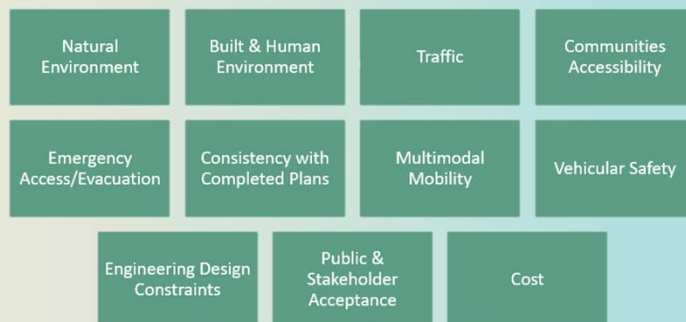 Natural
Environment
Built & Human
Environment
Traffic
Communities
Accessibility
Emergency
Access/Evacuation
Consistency with
Completed Plans
Multimodal
Mobility
Vehicular Safety
Engineering Design
Constraints
Public &
Stakeholder
Acceptance
Cost